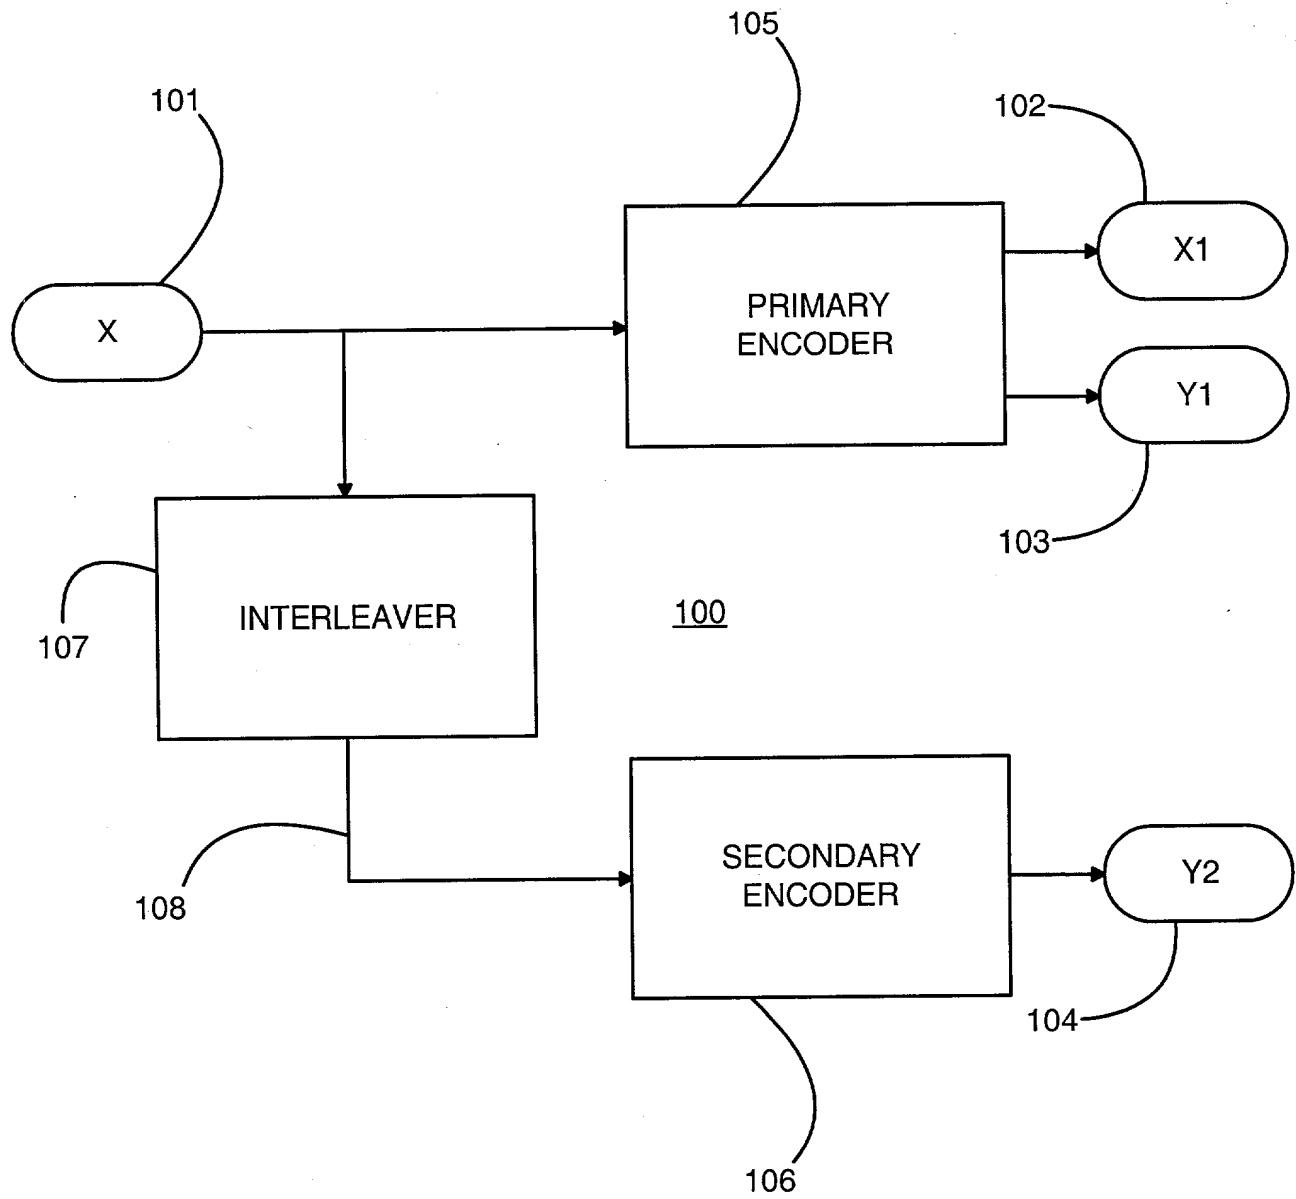 105
101
102
X1
PRIMARY
ENCODER
X
Y1
103
INTERLEAVER
100
107
SECONDARY
ENCODER
Y2
108
104
106